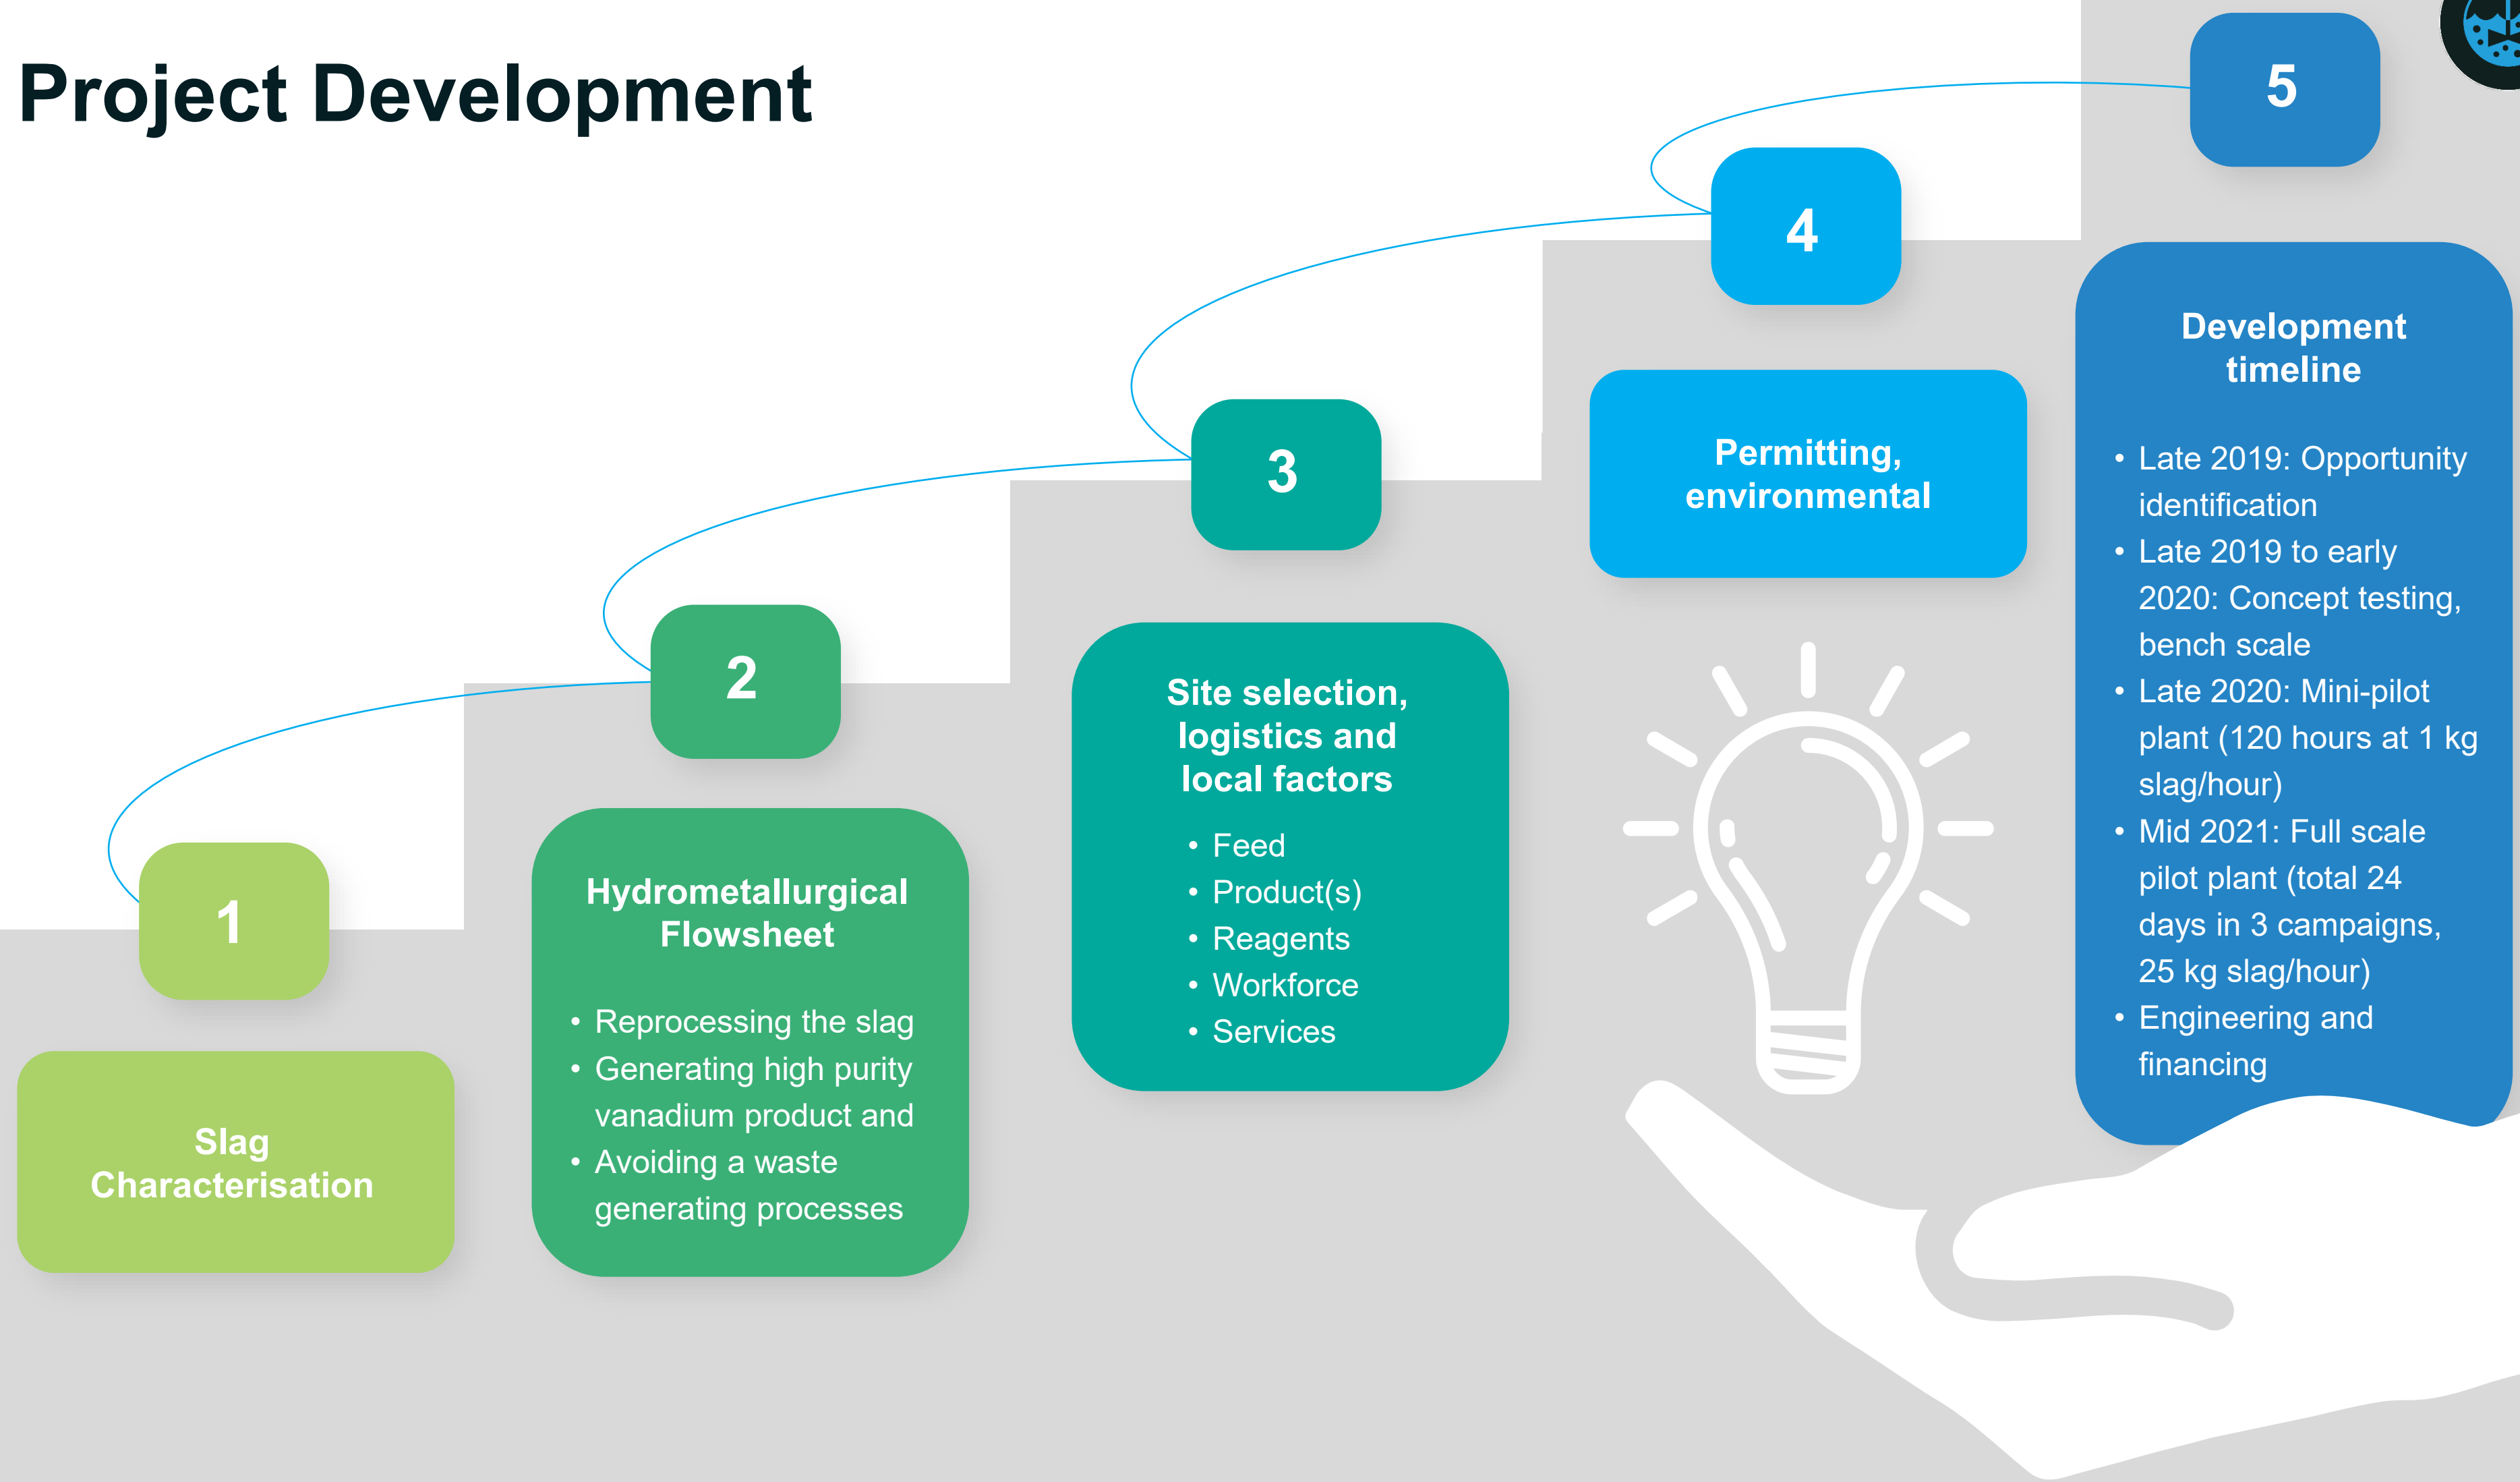 Project Development
1
Slag
Characterisation
2
Hydrometallurgical
Flowsheet
• Reprocessing the slag
• Generating high purity
vanadium product and
• Avoiding a waste
generating processes
3
Site selection,
logistics and
local factors
• Feed
• Product(s)
• Reagents
• Workforce
• Services
4
Permitting,
environmental
5
Development
timeline
• Late 2019: Opportunity
identification
• Late 2019 to early
2020: Concept testing,
bench scale
• Late 2020: Mini-pilot
plant (120 hours at 1 kg
slag/hour)
• Mid 2021: Full scale
pilot plant (total 24
days in 3 campaigns,
25 kg slag/hour)
• Engineering and
financing